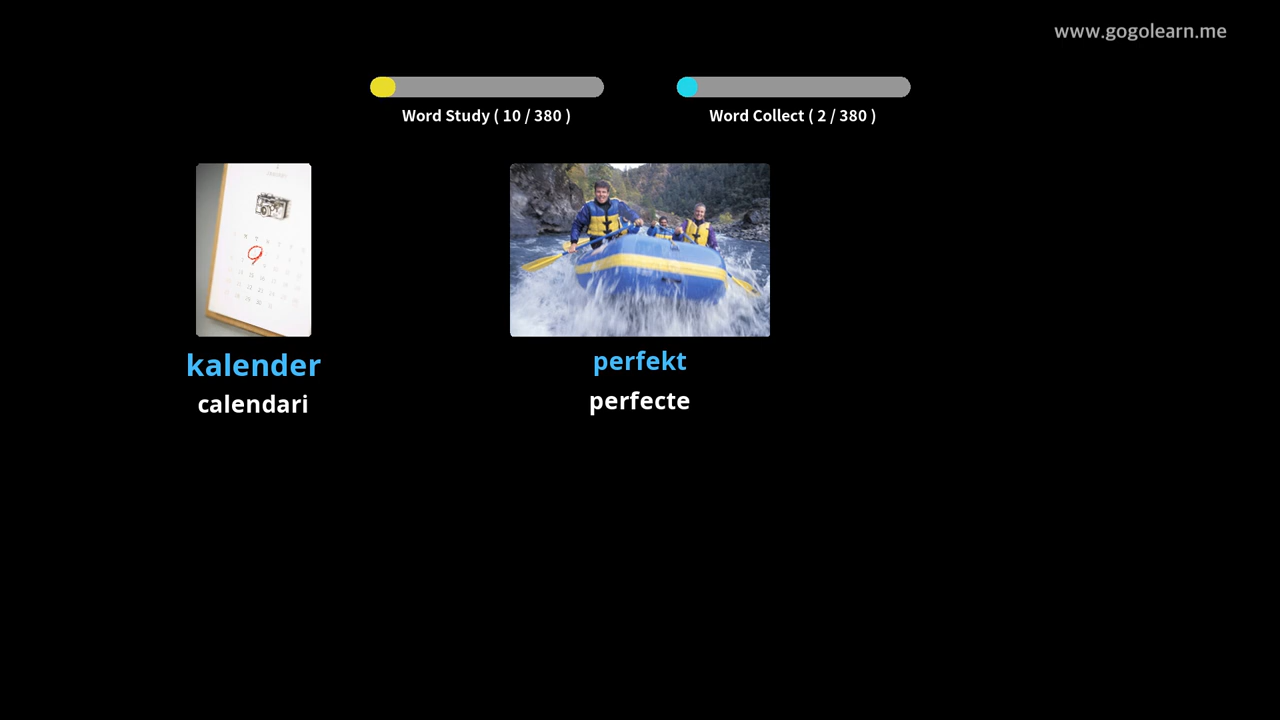 www.gogolearn.me
Word Study ( 10 / 380 )
Word Collect ( 2 / 380 )
kalender
calendari
perfekt
perfecte